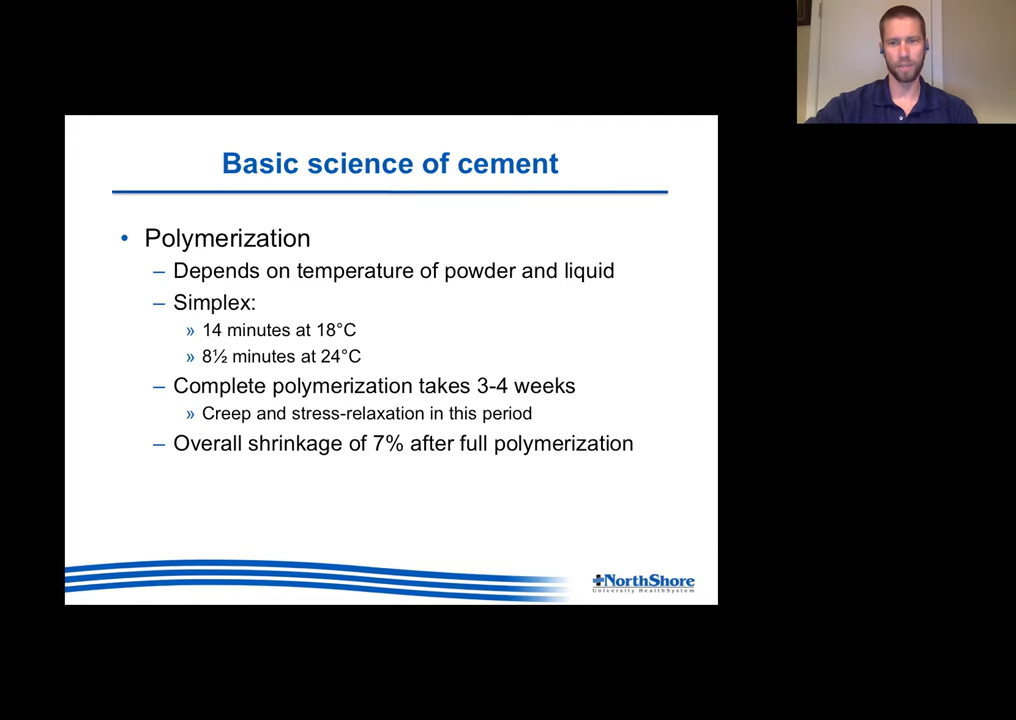 Basic science of cement
• Polymerization
– Depends on temperature of powder and liquid
– Simplex:
» 14 minutes at 18°C
» 8½ minutes at 24°C
– Complete polymerization takes 3-4 weeks
» Creep and stress-relaxation in this period
– Overall shrinkage of 7% after full polymerization
NorthShore
University HealthSystem